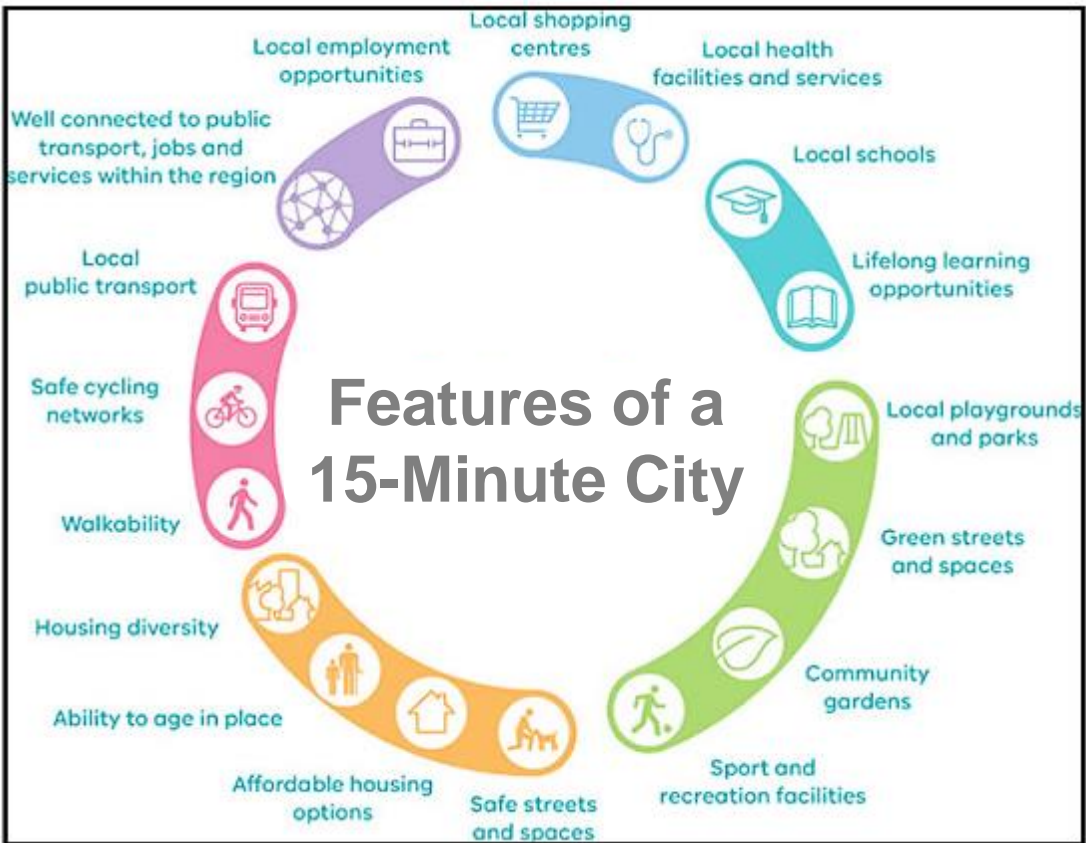 Features of a
15-Minute City
Local shopping
centres
Local health
facilities and services
Local schools
Lifelong learning
opportunities
Local playgrounds
and parks
Green streets
and spaces
Community
gardens
Sport and
recreation facilities
Safe streets
and spaces
Affordable housing
options
Ability to age in place
Housing diversity
Walkability
Safe cycling
networks
Local
public transport
Well connected to public
transport, jobs and
services within the region
Local employment
opportunities